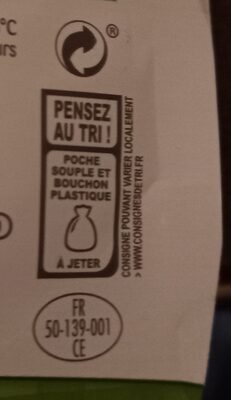 °C
urs
®
PENSEZ
AU TRI !
POCHE
SOUPLE ET
BOUCHON
PLASTIQUE
À JETER
CONSIGNE POUVANT VARIER LOCALEMENT
> WWW.CONSIGNESDETRI.FR
FR
50-139-001
CE